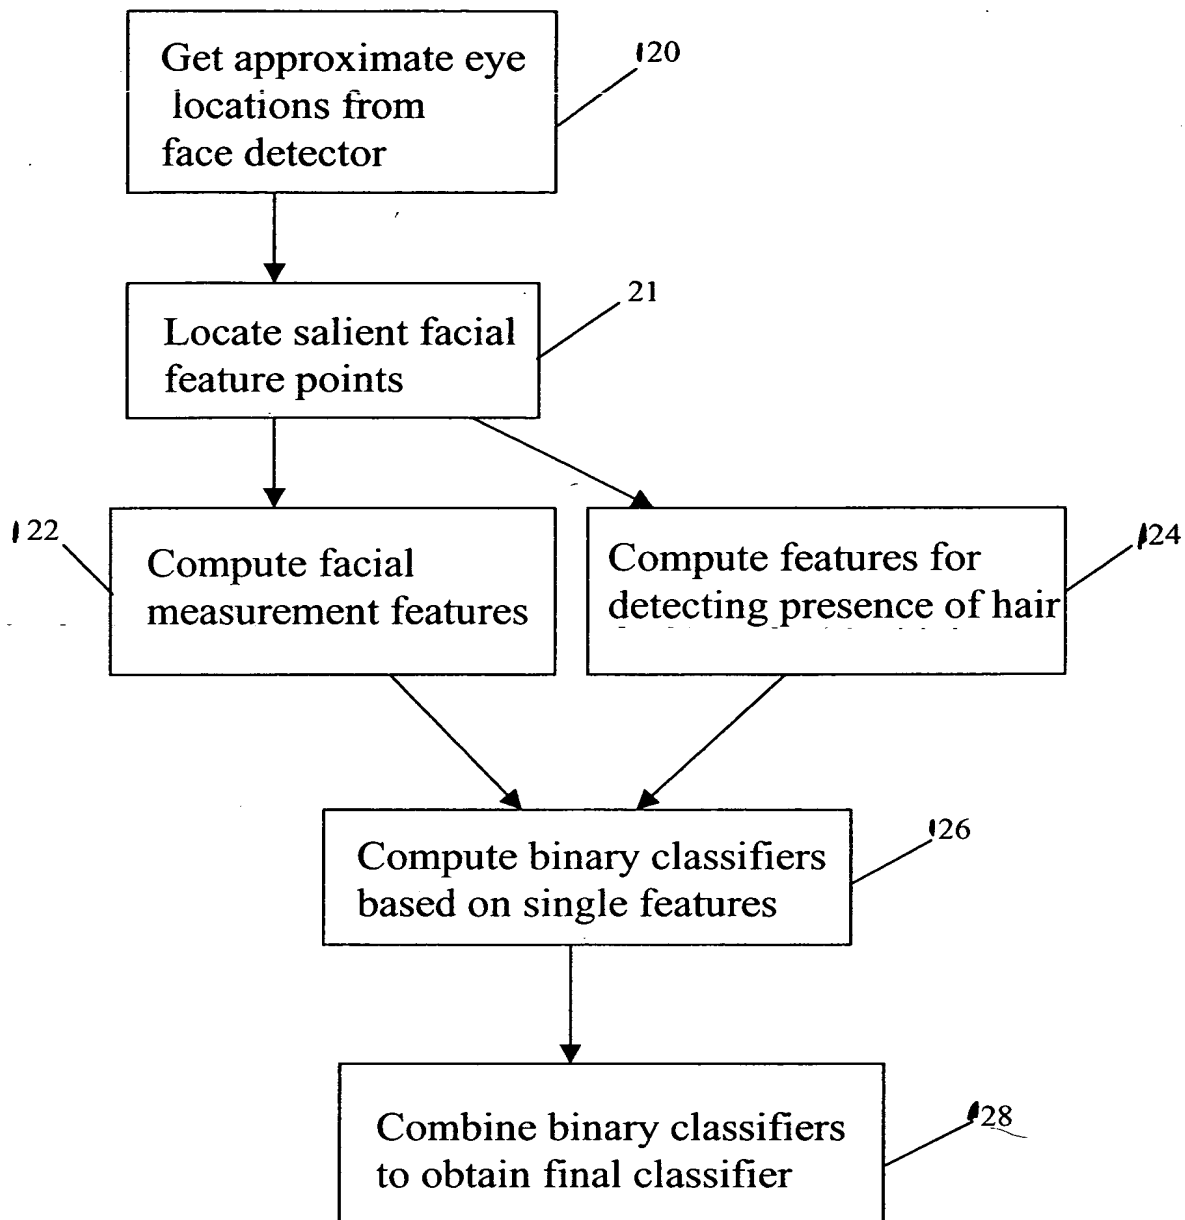 Get approximate eye
locations from
face detector
120
Locate salient facial
feature points
21
122
Compute facial
measurement features
Compute features for
detecting presence of hair
124
Compute binary classifiers
based on single features
126
Combine binary classifiers
to obtain final classifier
128